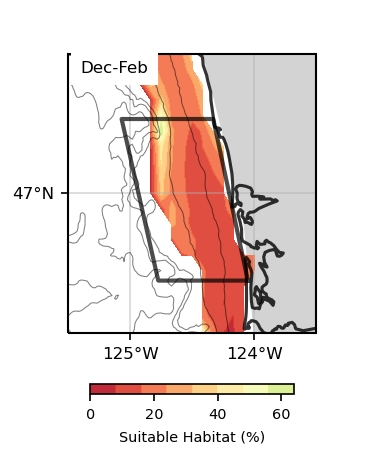 Dec-Feb
47°N
125°W 124°W
0 20 40 60
Suitable Habitat (%)